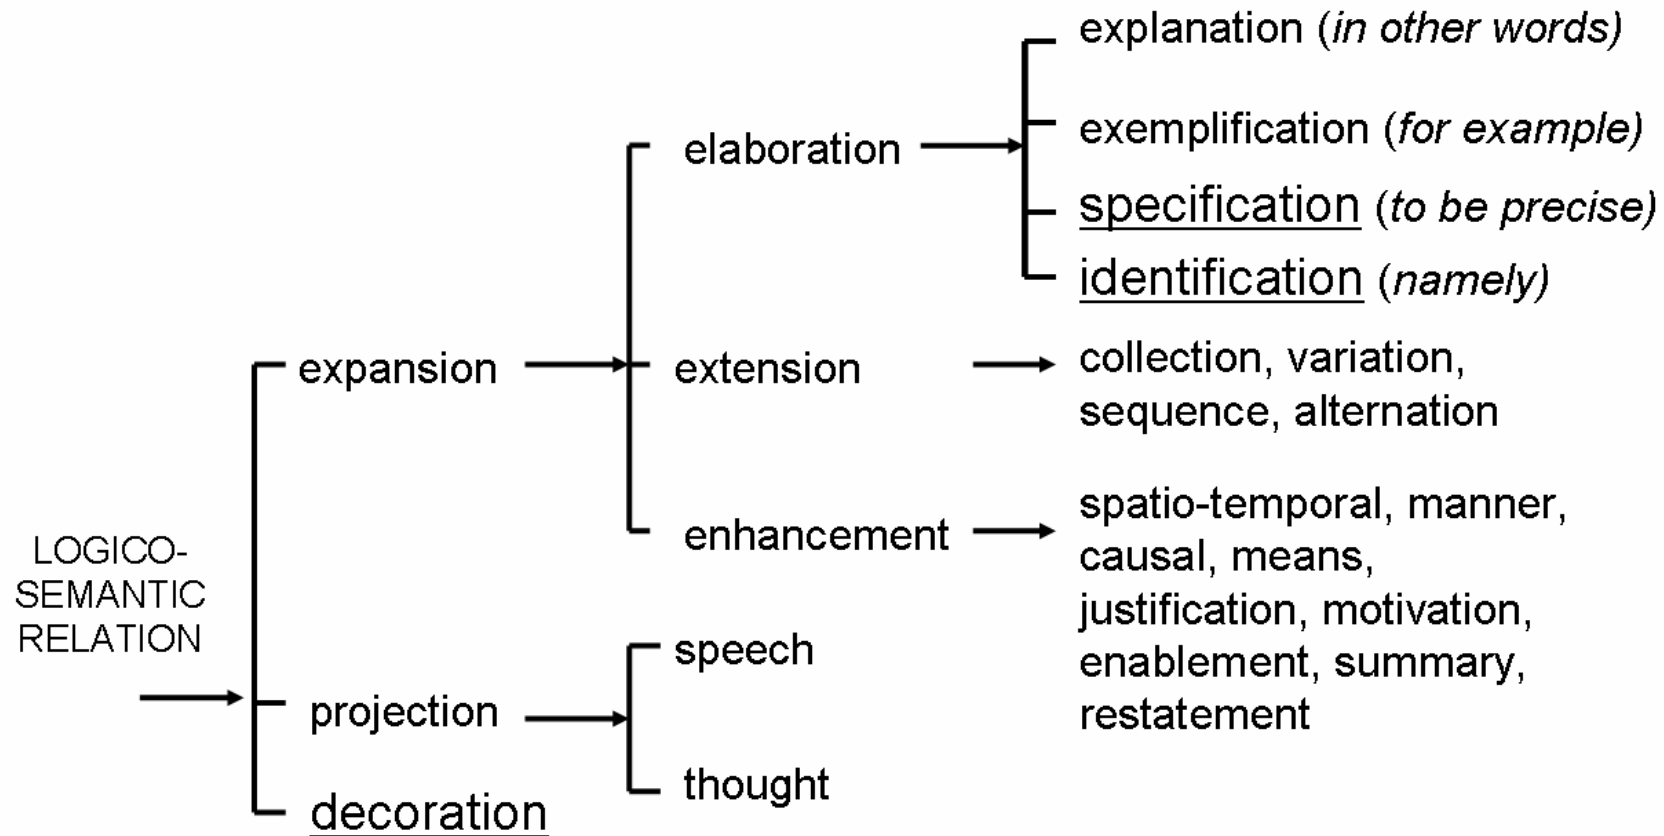 explanation (in other words)
exemplification (for example)
elaboration
specification (to be precise)
identification (namely)
expansion
extension
collection, variation,
sequence, alternation
enhancement
spatio-temporal, manner,
causal, means,
justification, motivation,
enablement, summary,
restatement
LOGICO-
SEMANTIC
RELATION
projection
speech
thought
decoration